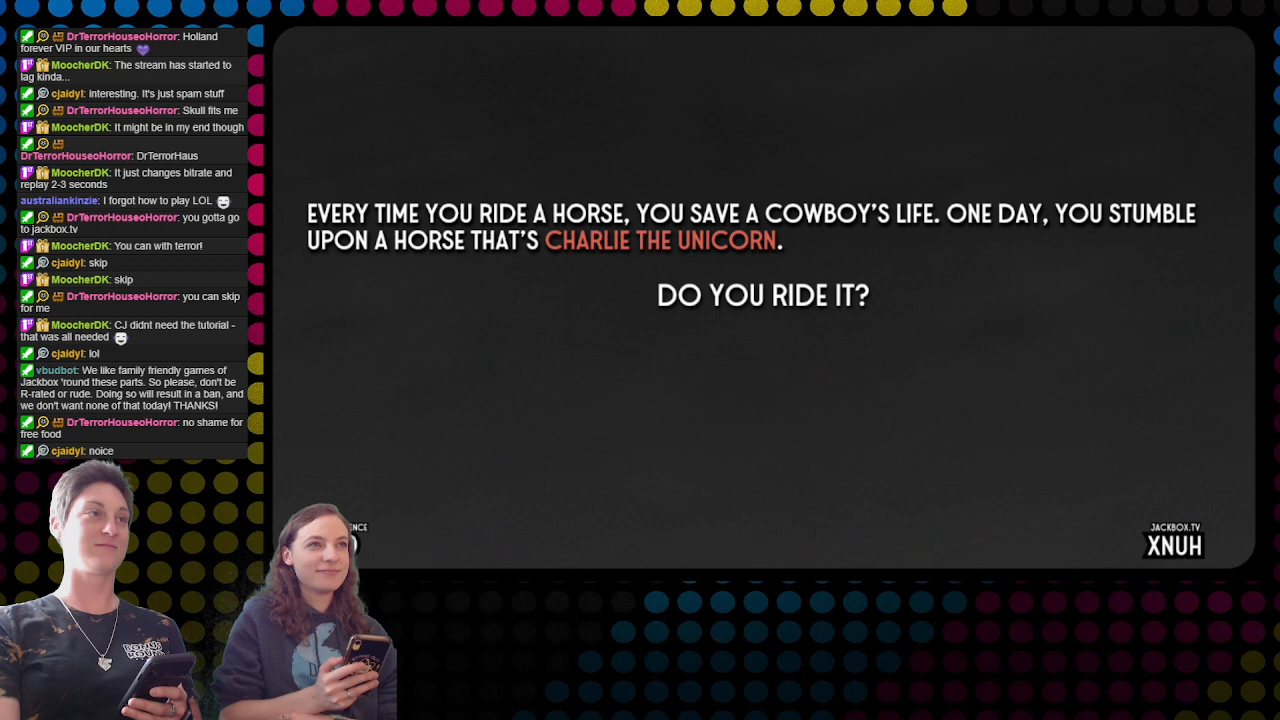 DrTerrorHouseoHorror: Holland
forever VIP in our hearts
MoocherDK: The stream has started to
lag kinda...
cjaidyl: interesting. It's just spam stuff
DrTerrorHouseoHorror: Skull fits me
MoocherDK: It might be in my end though
DrTerrorHouseoHorror: DrTerrorHaus
MoocherDK: It just changes bitrate and
replay 2-3 seconds
australiankinzie: I forgot how to play LOL
DrTerrorHouseoHorror: you gotta go
to jackbox.tv
MoocherDK: You can with terror!
cjaidyl: skip
MoocherDK: skip
DrTerrorHouseoHorror: you can skip
for me
MoocherDK: CJ didnt need the tutorial -
that was all needed
cjaidyl: lol
vbudbot: We like family friendly games of
Jackbox 'round these parts. So please, don't be
R-rated or rude. Doing so will result in a ban, and
we don't want none of that today! THANKS!
DrTerrorHouseoHorror: no shame for
free food
cjaidyl: noice
EVERY TIME YOU RIDE A HORSE, YOU SAVE A COWBOY'S LIFE. ONE DAY, YOU STUMBLE
UPON A HORSE THAT'S CHARLIE THE UNICORN.
DO YOU RIDE IT?
JACKBOX.TV
XNUH